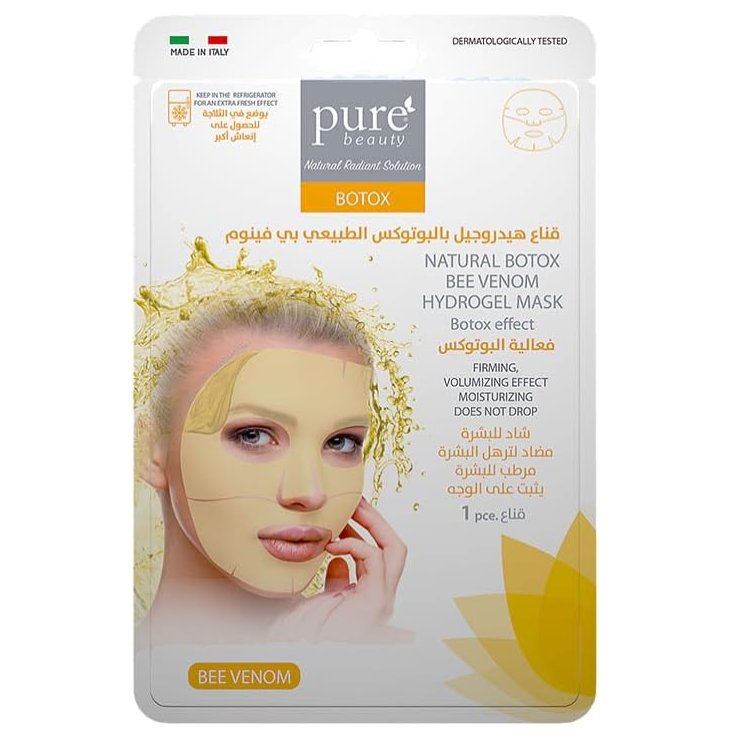 MADE IN ITALY
DERMATOLOGICALLY TESTED
KEEP IN THE REFRIGERATOR
FOR AN EXTRA FRESH EFFECT
يوضع في الثلاجة
للحصول على
إنعاش أكبر
pure
beauty
Natural Radiant Solution
BOTOX
قناع هيدروجيل بالبوتوكس الطبيعي بي فينوم
NATURAL BOTOX
BEE VENOM
HYDROGEL MASK
Botox effect
فعالية البوتوكس
FIRMING,
VOLUMIZING EFFECT
MOISTURIZING
DOES NOT DROP
شاد للبشرة
مضاد لترهل البشرة
مرطب للبشرة
يثبت على الوجه
1 pce. قناع
BEE VENOM